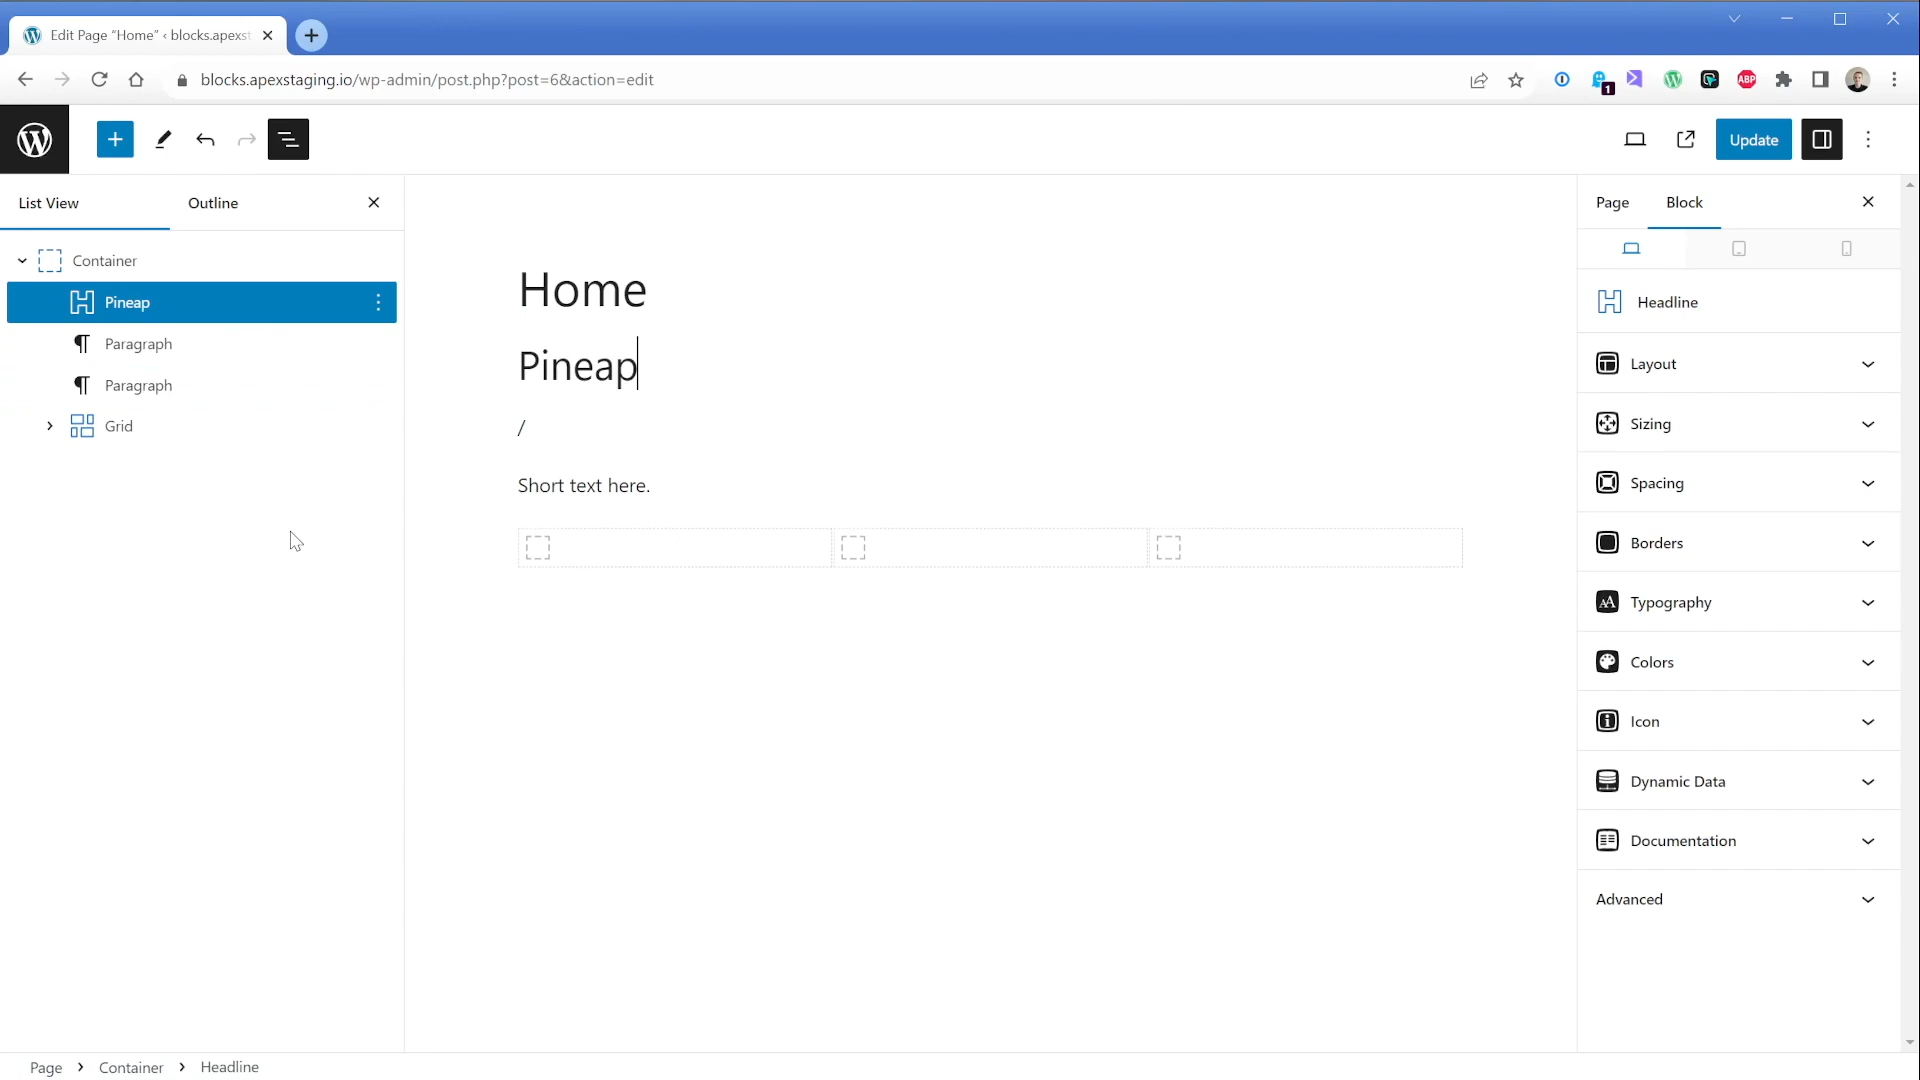 Edit Page “Home” ‹ blocks.apexst
blocks.apexstaging.io/wp-admin/post.php?post=6&action=edit
1
ABP
Update
List View
Outline
Page
Block
Container
Pineap
Paragraph
Paragraph
Grid
Home
Pineap
/
Short text here.
Headline
Layout
Sizing
Spacing
Borders
Typography
Colors
Icon
Dynamic Data
Documentation
Advanced
Page
Container
Headline